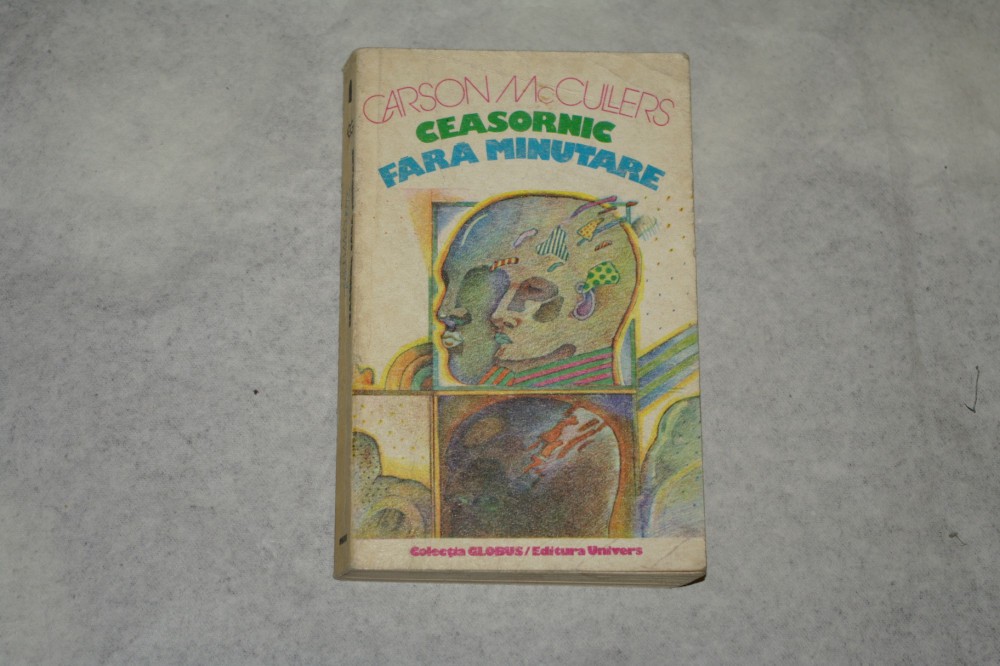 CARSON McCULLERS
CEASORNIC
FARA MINUTARE
Colecția GLOBUS/Editura Univers